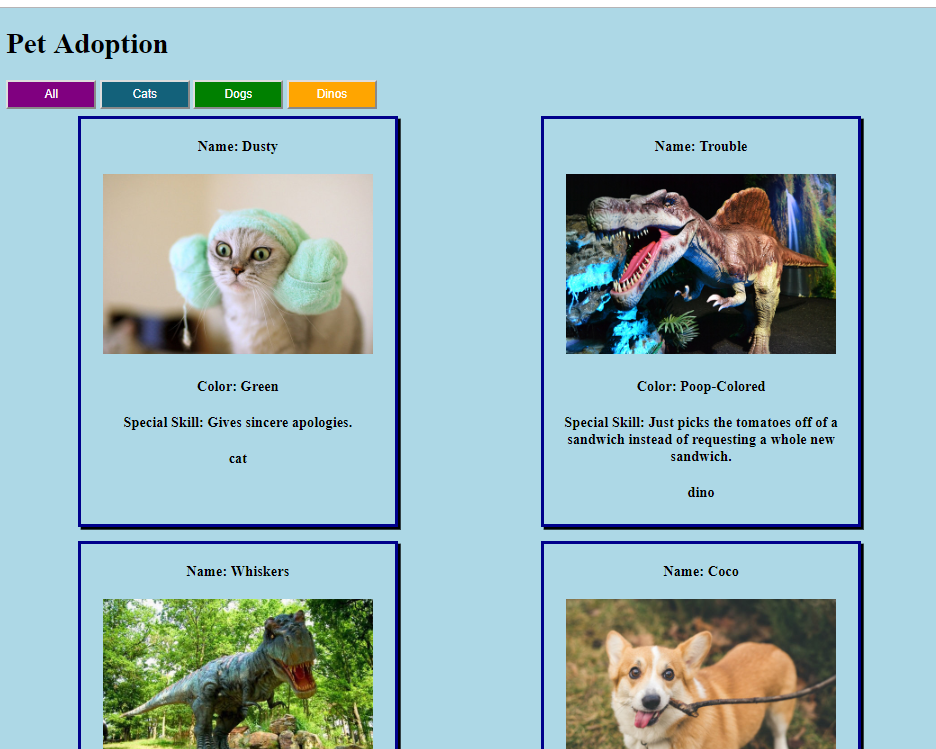 Pet Adoption
All Cats Dogs Dinos
Name: Dusty
Color: Green
Special Skill: Gives sincere apologies.
cat
Name: Trouble
Color: Poop-Colored
Special Skill: Just picks the tomatoes off of a
sandwich instead of requesting a whole new
sandwich.
dino
Name: Whiskers
Name: Coco